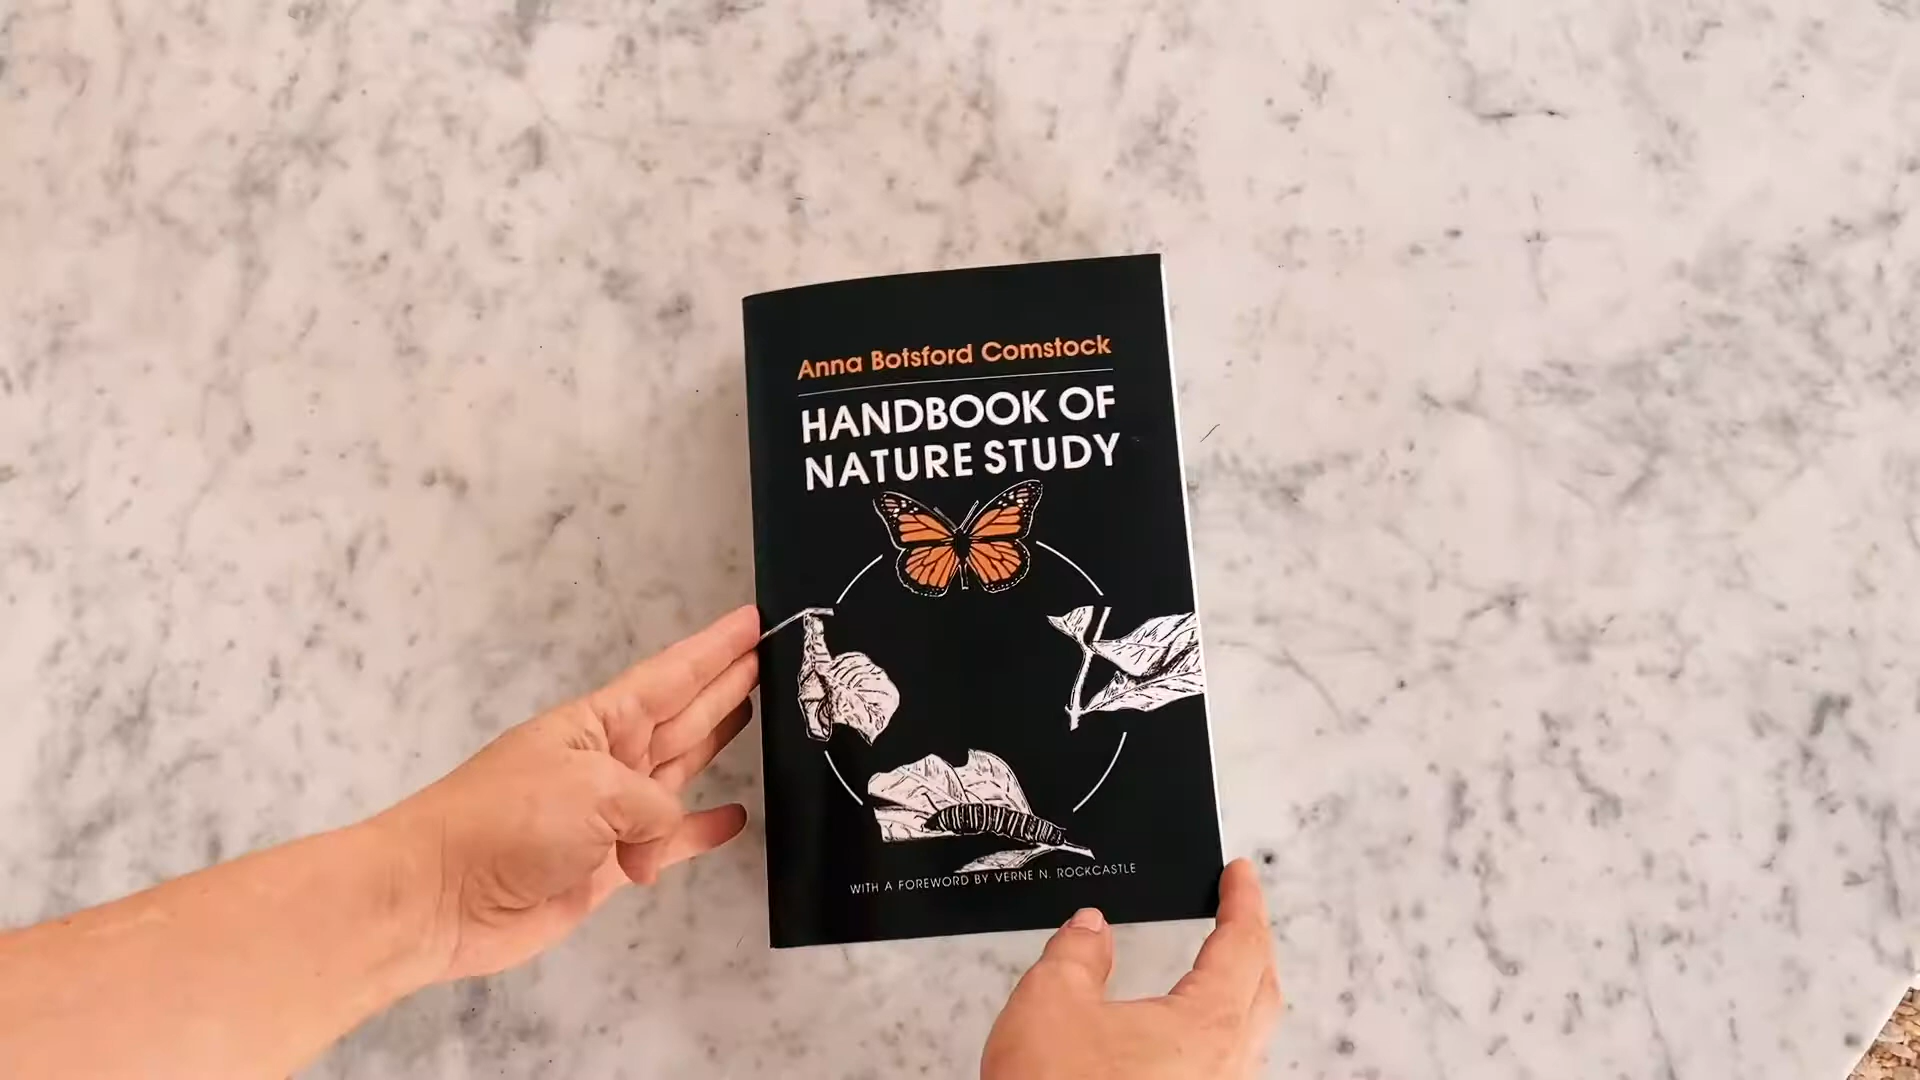 Anna Botsford Comstock
HANDBOOK OF
NATURE STUDY
WITH A FOREWORD BY VERNE N. ROCKCASTLE